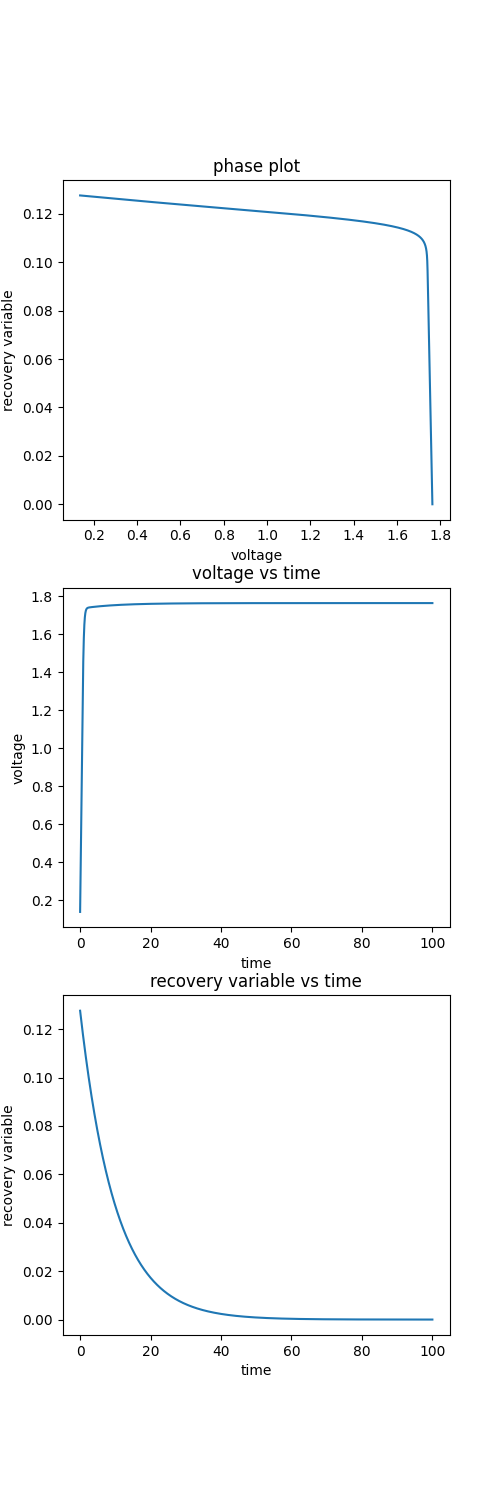 phase plot
0.12
0.10
0.08
0.06
0.04
0.02
0.00
recovery variable
0.2 0.4 0.6 0.8 1.0 1.2 1.4 1.6 1.8
voltage
voltage vs time
1.8
1.6
1.4
1.2
1.0
0.8
0.6
0.4
0.2
voltage
0 20 40 60 80 100
time
recovery variable vs time
0.12
0.10
0.08
0.06
0.04
0.02
0.00
recovery variable
0 20 40 60 80 100
time